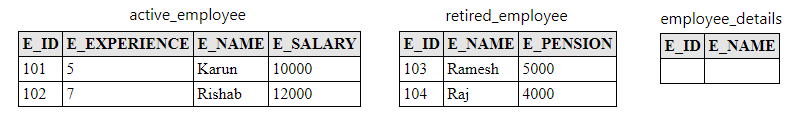 active_employee
E_ID E_EXPERIENCE E_NAME E_SALARY
101 5 Karun 10000
102 7 Rishab 12000
retired_employee
E_ID E_NAME E_PENSION
103 Ramesh 5000
104 Raj 4000
employee_details
E_ID E_NAME